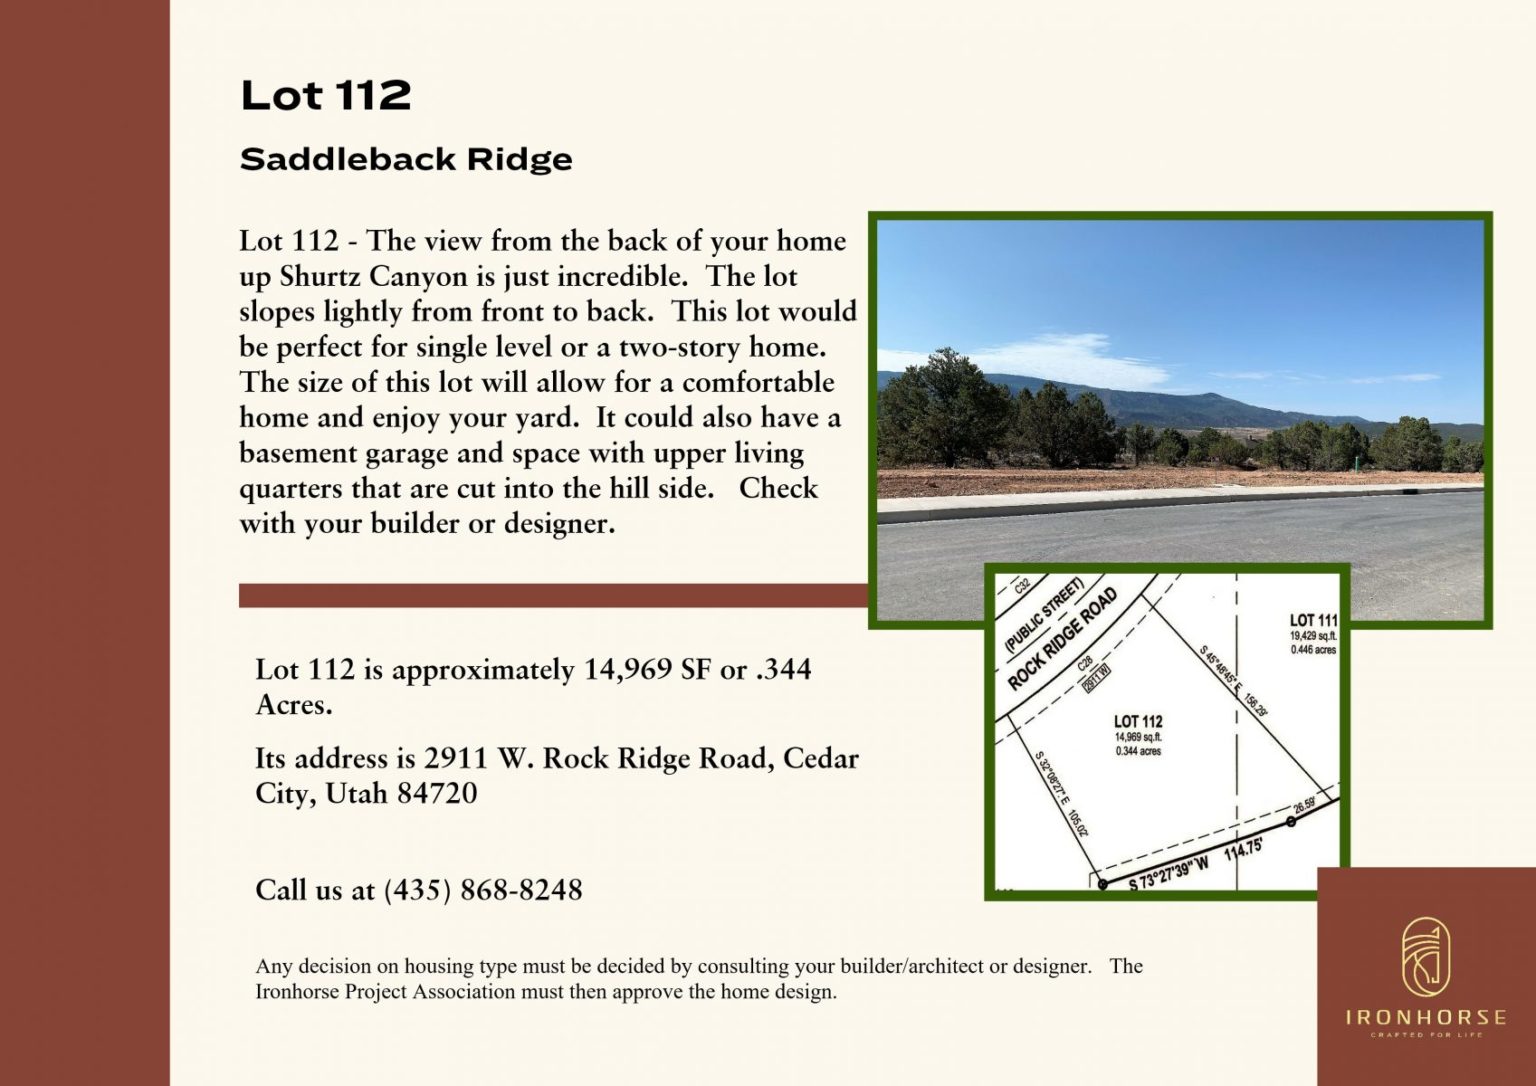 Lot 112
Saddleback Ridge
Lot 112 - The view from the back of your home
up Shurtz Canyon is just incredible.  The lot
slopes lightly from front to back.  This lot would
be perfect for single level or a two-story home.
The size of this lot will allow for a comfortable
home and enjoy your yard.  It could also have a
basement garage and space with upper living
quarters that are cut into the hill side.   Check
with your builder or designer.
Lot 112 is approximately 14,969 SF or .344
Acres.
Its address is 2911 W. Rock Ridge Road, Cedar
City, Utah 84720
Call us at (435) 868-8248
Any decision on housing type must be decided by consulting your builder/architect or designer.   The
Ironhorse Project Association must then approve the home design.
C32
(PUBLIC STREET)
ROCK RIDGE ROAD
C28
2911 W
LOT 111
19,429 sq.ft.
0.446 acres
S 45°46'45" E 156.29'
LOT 112
14,969 sq.ft.
0.344 acres
S 32°08'27" E 105.02'
26.59'
S 73°27'39" W 114.75'
IRONHORSE
CRAFTED FOR LIFE